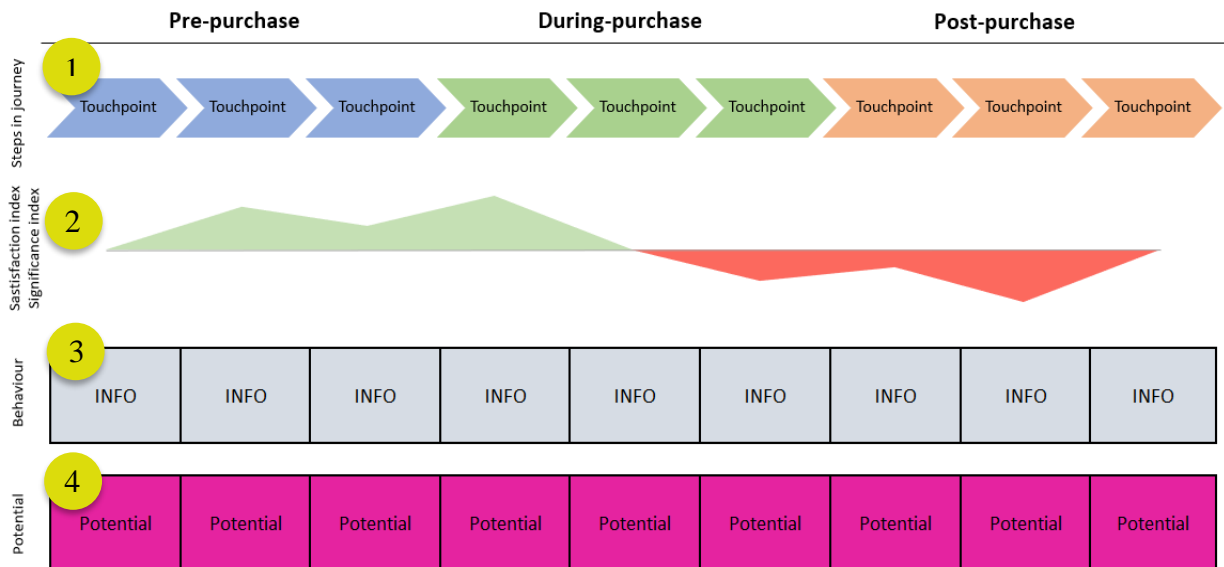 Pre-purchase During-purchase Post-purchase
1
Steps in journey
Touchpoint Touchpoint Touchpoint Touchpoint Touchpoint Touchpoint Touchpoint Touchpoint Touchpoint
2
Sastisfaction index
Significance index
3
Behaviour
INFO INFO INFO INFO INFO INFO INFO INFO INFO
4
Potential
Potential Potential Potential Potential Potential Potential Potential Potential Potential